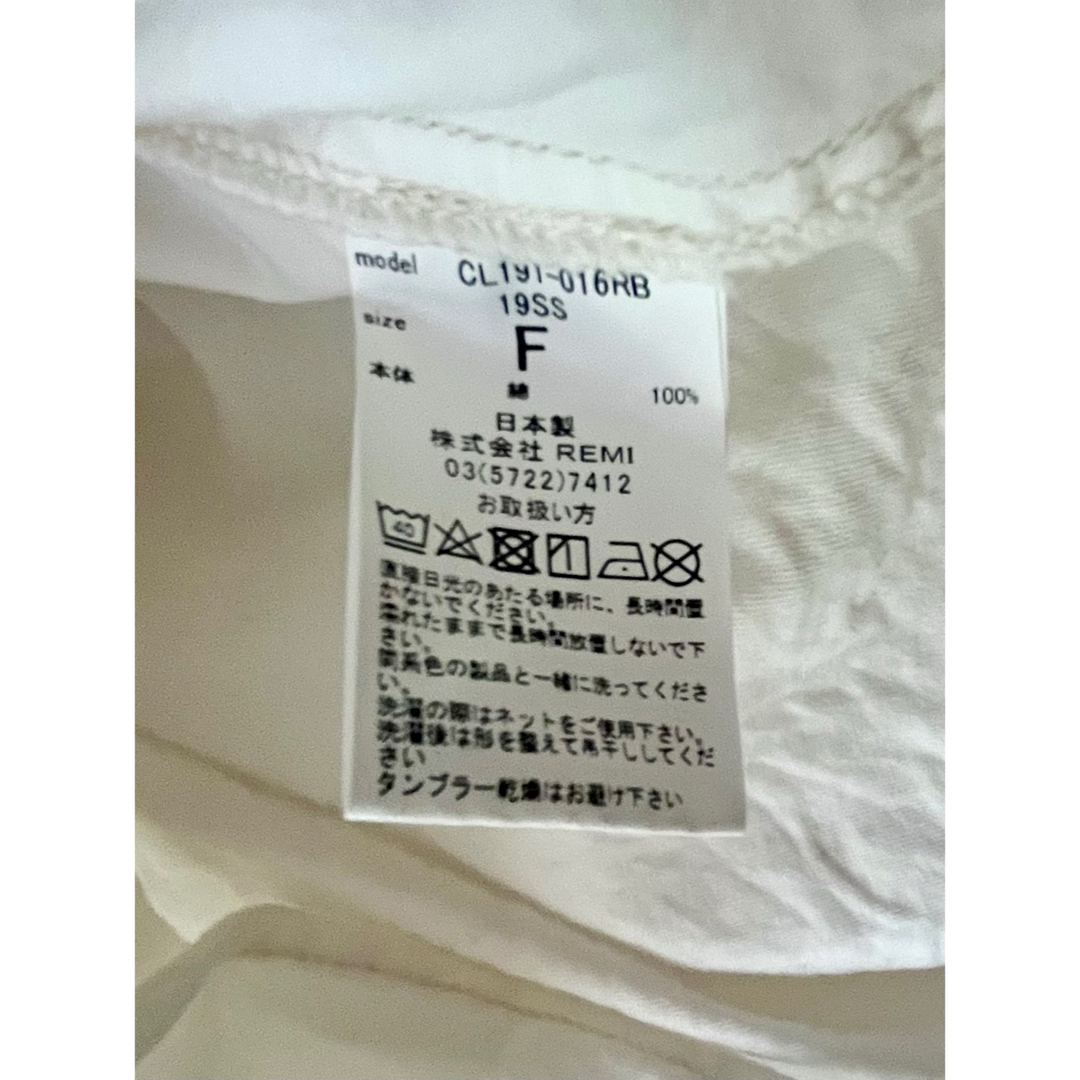 model CL191-016RB
19SS
size F
本体 綿 100%
日本製
株式会社 REMI
03(5722)7412
お取扱い方
40
直接日光のあたる場所に、長時間置
かないでください。
濡れたままで長時間放置しないで下
さい。
同系色の製品と一緒に洗ってくださ
い。
洗濯の際はネットをご使用下さい。
洗濯後は形を整えて吊干ししてくだ
さい
タンブラー乾燥はお避け下さい